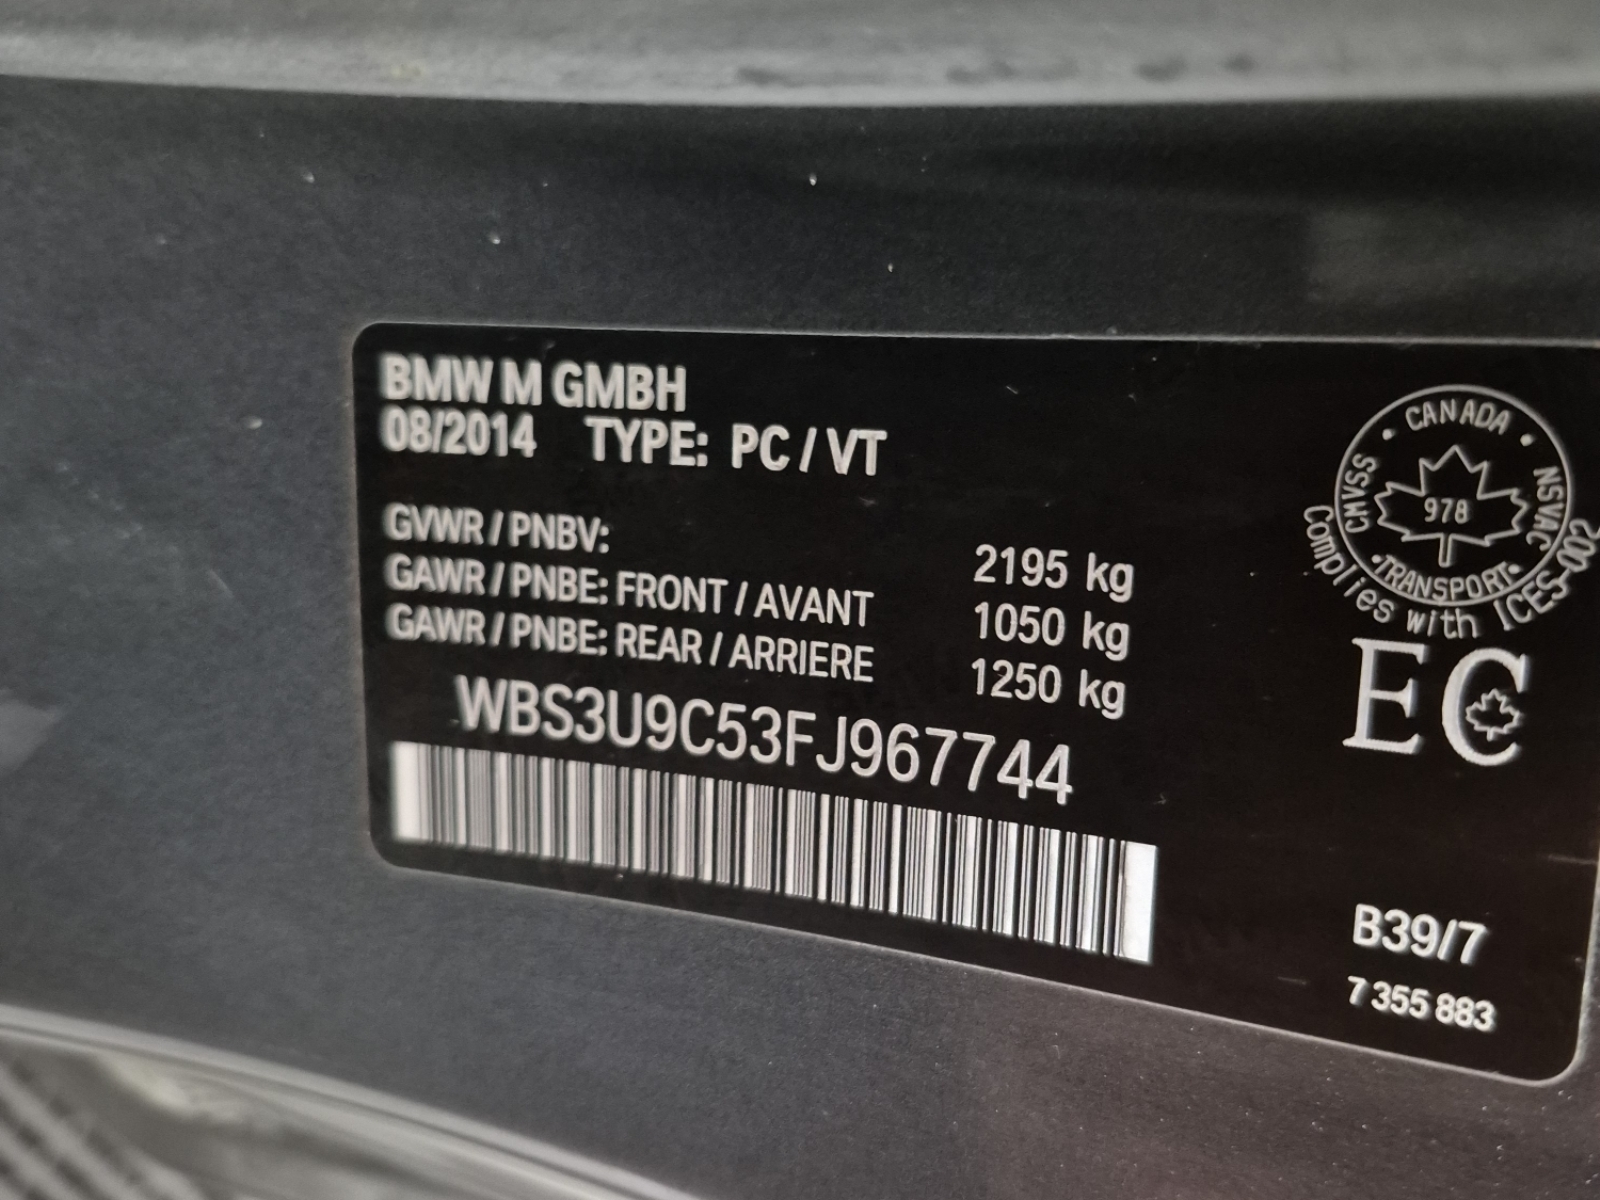 BMW M GMBH
08/2014 TYPE: PC / VT
GVWR / PNBV: 2195 kg
GAWR / PNBE: FRONT / AVANT 1050 kg
GAWR / PNBE: REAR / ARRIERE 1250 kg
WBS3U9C53FJ967744
CANADA
CMVSS
978
NSVAC
TRANSPORT
Complies with ICES-002
EC
B39/7
7 355 883